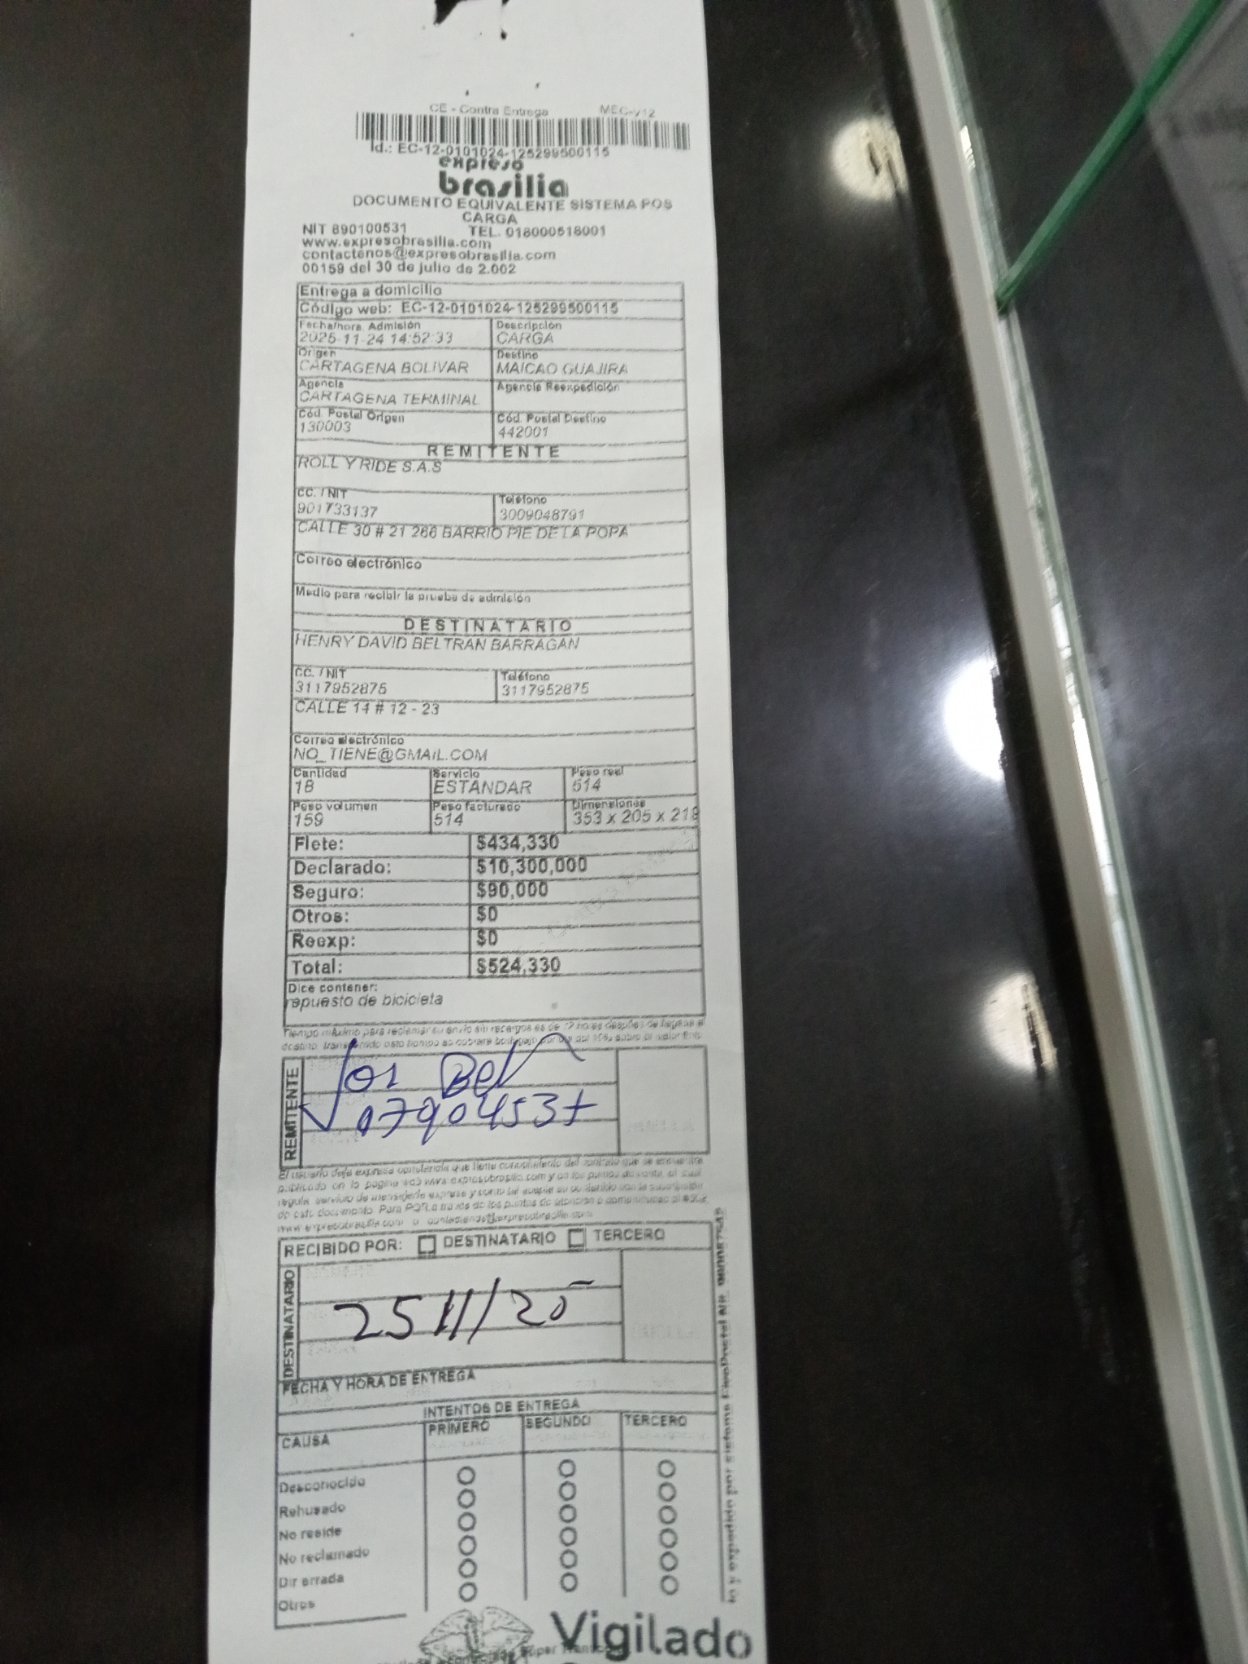 CE - Contra Entrega MEC-v12
Id.: EC-12-0101024-125299500115
expreso
brasilia
DOCUMENTO EQUIVALENTE SISTEMA POS
CARGA
NIT 890100531 TEL. 018000518001
www.expresobrasilia.com
contactenos@expresobrasilia.com
00159 del 30 de julio de 2.002
Entrega a domicilio
Código web: EC-12-0101024-125299500115
Fecha/hora Admisión Descripción
2025-11-24 14:52:33 CARGA
Origen Destino
CARTAGENA BOLIVAR MAICAO GUAJIRA
Agencia Agencia Reexpedición
CARTAGENA TERMINAL
Cód. Postal Origen Cód. Postal Destino
130003 442001
REMITENTE
ROLL Y RIDE S.A.S
CC. / NIT Teléfono
901733137 3009048791
CALLE 30 # 21 266 BARRIO PIE DE LA POPA
Correo electrónico
Medio para recibir la prueba de admisión
DESTINATARIO
HENRY DAVID BELTRAN BARRAGAN
CC. / NIT Teléfono
3117952875 3117952875
CALLE 14 # 12 - 23
Correo electrónico
NO_TIENE@GMAIL.COM
Cantidad Servicio Peso real
18 ESTANDAR 514
Peso volumen Peso facturado Dimensiones
159 514 353 x 205 x 218
Flete: $434,330
Declarado: $10,300,000
Seguro: $90,000
Otros: $0
Reexp: $0
Total: $524,330
Dice contener:
repuesto de bicicleta
REMITENTE
RECIBIDO POR: DESTINATARIO TERCERO
DESTINATARIO
25 11/20
FECHA Y HORA DE ENTREGA
INTENTOS DE ENTREGA
CAUSA PRIMERO SEGUNDO TERCERO
Desconocido
Rehusado
No reside
No reclamado
Dir errada
Otros
Vigilado